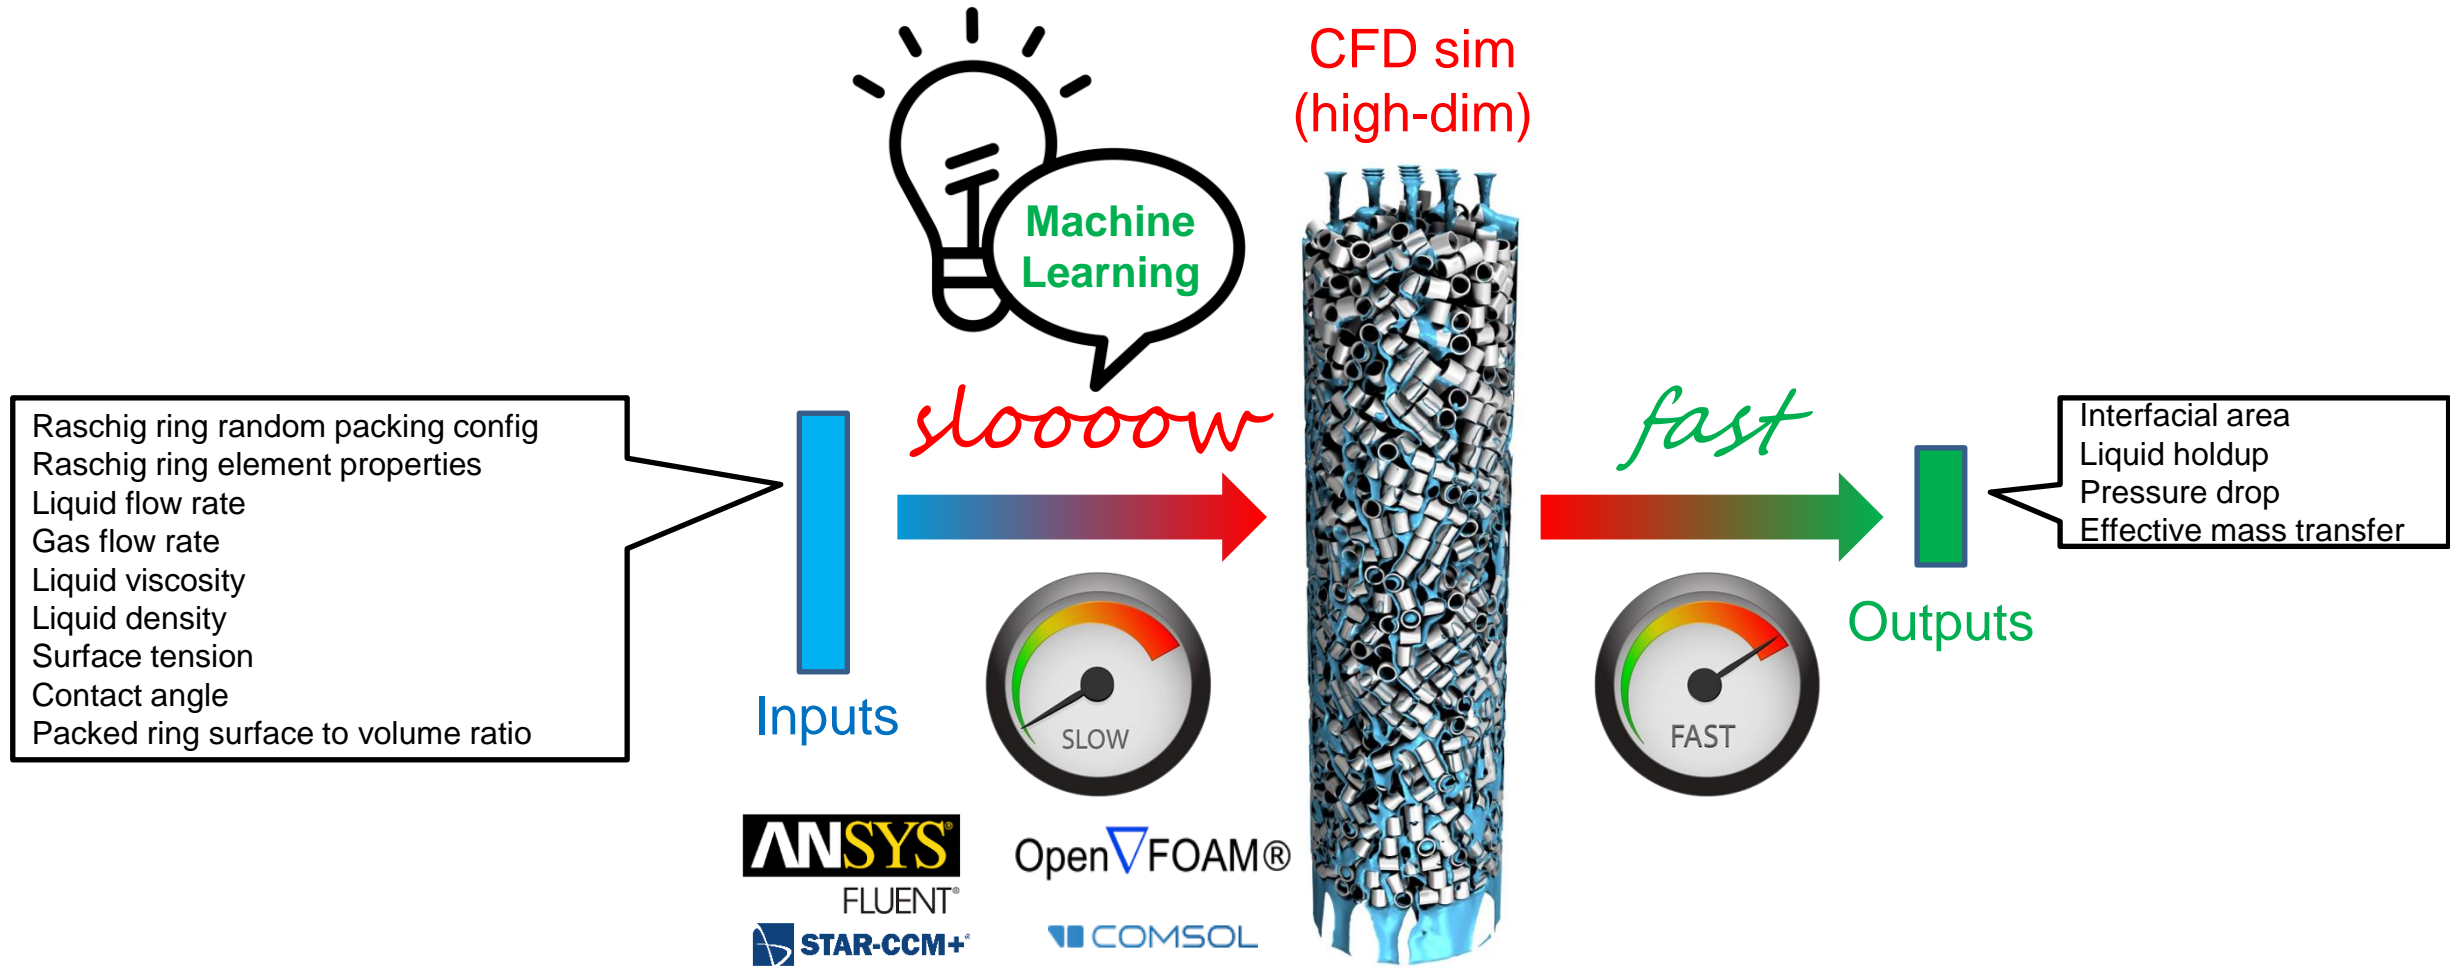 CFD sim
(high-dim)
Machine
Learning
sloooow
fast
Raschig ring random packing config
Raschig ring element properties
Liquid flow rate
Gas flow rate
Liquid viscosity
Liquid density
Surface tension
Contact angle
Packed ring surface to volume ratio
Interfacial area
Liquid holdup
Pressure drop
Effective mass transfer
Inputs
Outputs
SLOW
FAST
ANSYS®
FLUENT®
Open∇FOAM®
STAR-CCM+®
COMSOL